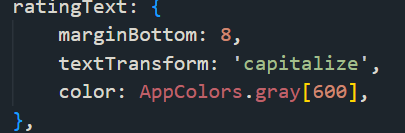 ratingText: {
marginBottom: 8,
textTransform: 'capitalize',
color: AppColors.gray[600],
},